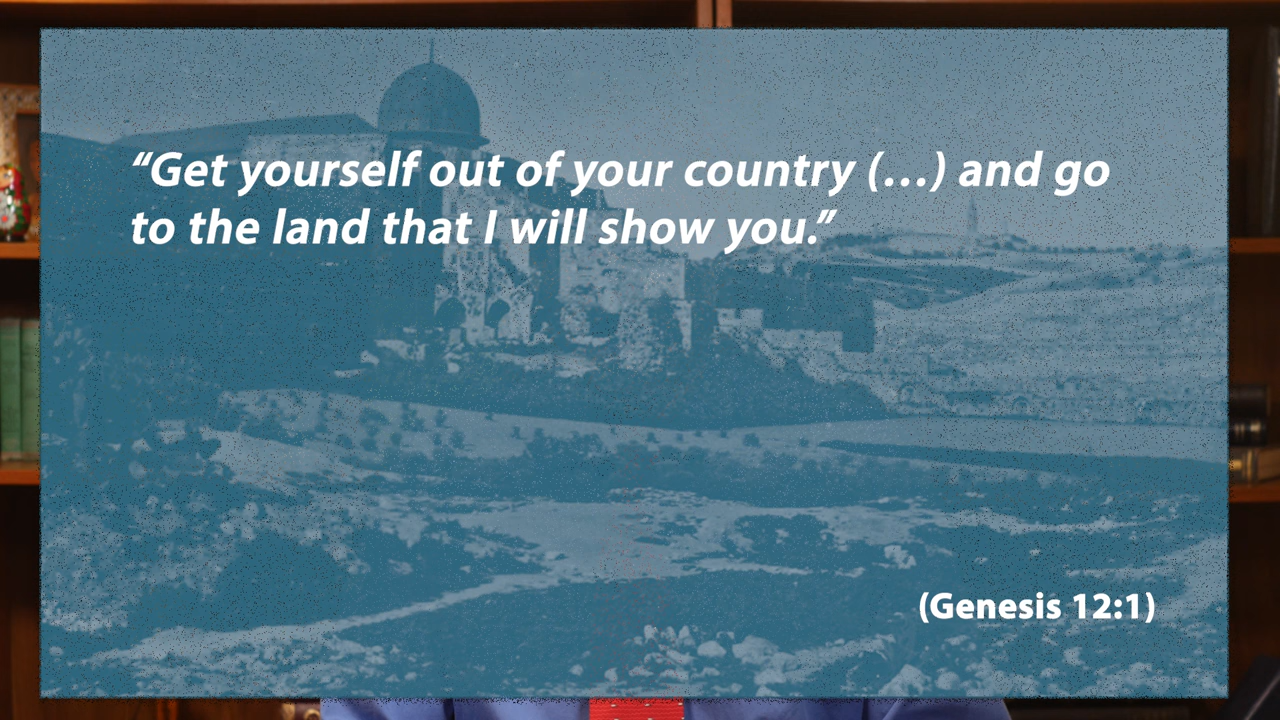 “Get yourself out of your country (...) and go
to the land that I will show you.”
(Genesis 12:1)